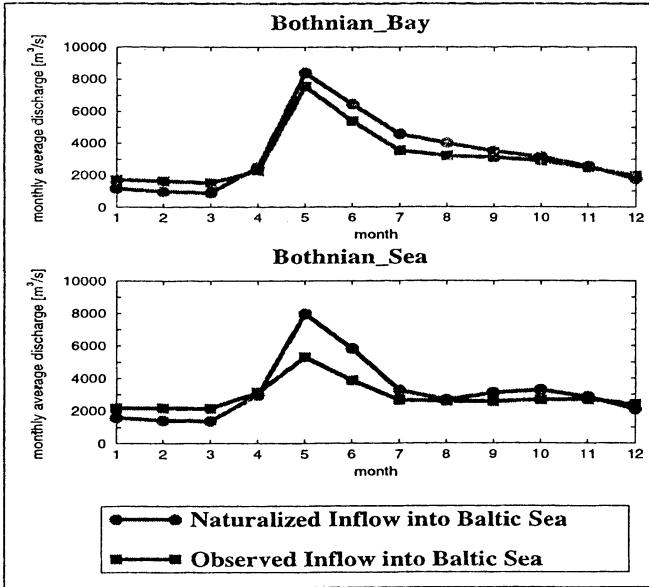 Bothnian_Bay
monthly average discharge [m³/s]
10000
8000
6000
4000
2000
0
1 2 3 4 5 6 7 8 9 10 11 12
month
Bothnian_Sea
monthly average discharge [m³/s]
10000
8000
6000
4000
2000
0
1 2 3 4 5 6 7 8 9 10 11 12
month
Naturalized Inflow into Baltic Sea
Observed Inflow into Baltic Sea